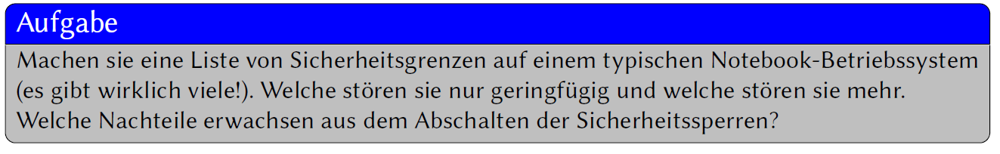 Aufgabe
Machen sie eine Liste von Sicherheitsgrenzen auf einem typischen Notebook-Betriebssystem
(es gibt wirklich viele!). Welche stören sie nur geringfügig und welche stören sie mehr.
Welche Nachteile erwachsen aus dem Abschalten der Sicherheitssperren?